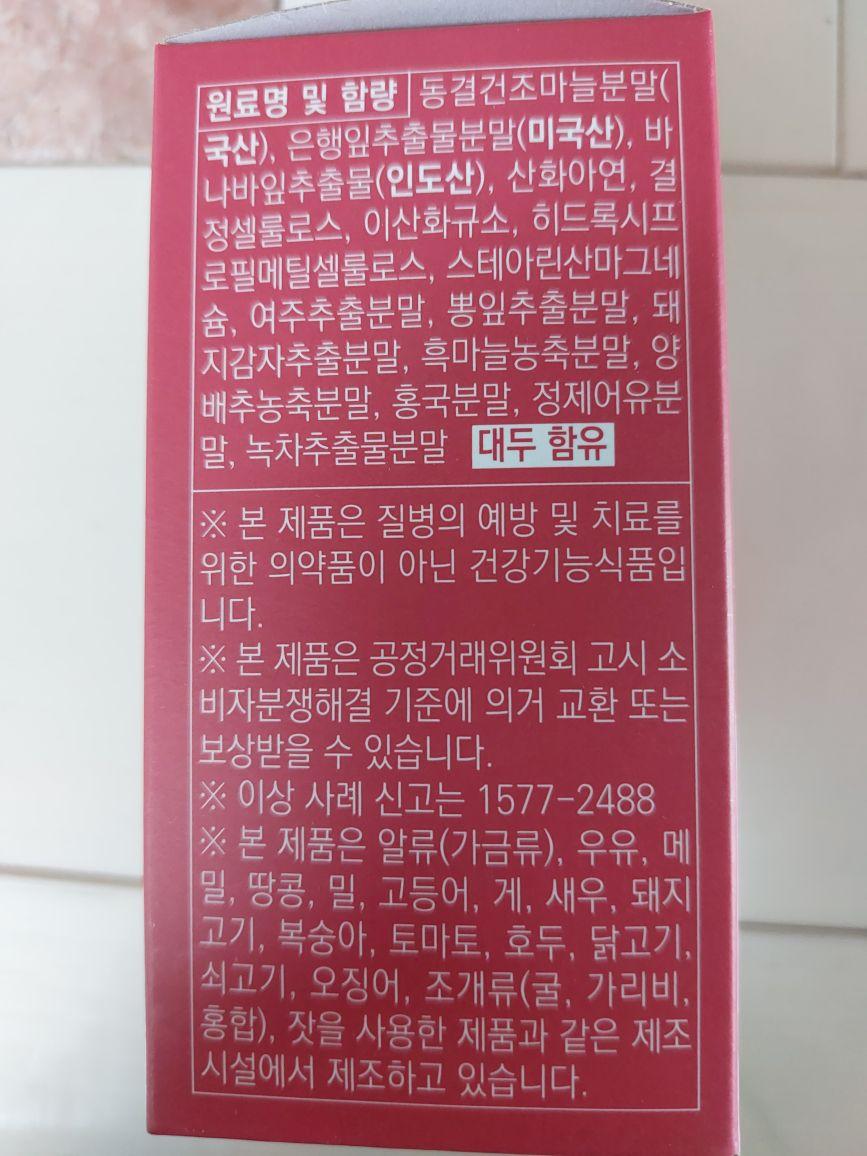 원료명 및 함량 동결건조마늘분말(
국산), 은행잎추출물분말(미국산), 바
나바잎추출물(인도산), 산화아연, 결
정셀룰로스, 이산화규소, 히드록시프
로필메틸셀룰로스, 스테아린산마그네
슘, 여주추출분말, 뽕잎추출분말, 돼
지감자추출분말, 흑마늘농축분말, 양
배추농축분말, 홍국분말, 정제어유분
말, 녹차추출물분말 대두 함유
※ 본 제품은 질병의 예방 및 치료를
위한 의약품이 아닌 건강기능식품입
니다.
※ 본 제품은 공정거래위원회 고시 소
비자분쟁해결 기준에 의거 교환 또는
보상받을 수 있습니다.
※ 이상 사례 신고는 1577-2488
※ 본 제품은 알류(가금류), 우유, 메
밀, 땅콩, 밀, 고등어, 게, 새우, 돼지
고기, 복숭아, 토마토, 호두, 닭고기,
쇠고기, 오징어, 조개류(굴, 가리비,
홍합), 잣을 사용한 제품과 같은 제조
시설에서 제조하고 있습니다.